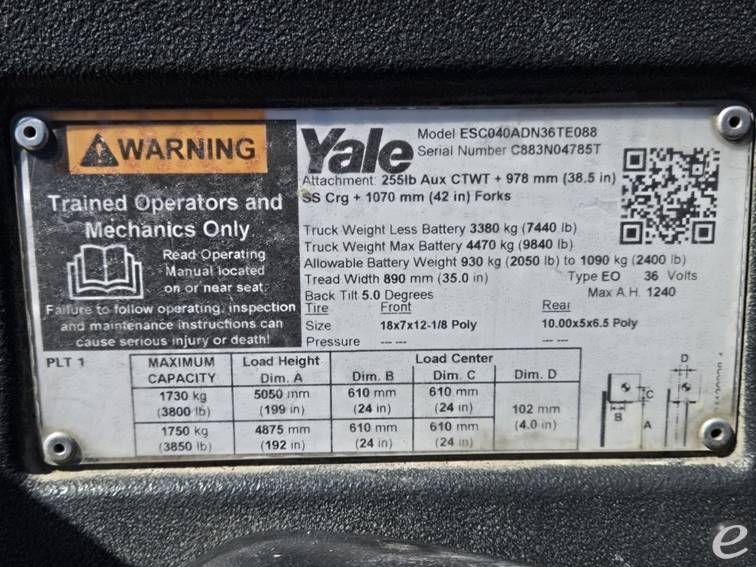 WARNING
Trained Operators and
Mechanics Only.
Read Operating
Manual located
on or near seat.
Failure to follow operating, inspection
and maintenance instructions can
cause serious injury or death!
Yale
Model ESC040ADN36TE088
Serial Number C883N04785T
Attachment: 255lb Aux CTWT + 978 mm (38.5 in)
SS Crg + 1070 mm (42 in) Forks
Truck Weight Less Battery 3380 kg (7440 lb)
Truck Weight Max Battery 4470 kg (9840 lb)
Allowable Battery Weight 930 kg (2050 lb) to 1090 kg (2400 lb)
Tread Width 890 mm (35.0 in) Type EO 36 Volts
Back Tilt 5.0 Degrees Max A.H. 1240
Tire Front Rear
Size 18x7x12-1/8 Poly 10.00x5x6.5 Poly
Pressure --- --- --- ---
PLT 1
MAXIMUM CAPACITY Load Height Dim. A Load Center Dim. B Dim. C Dim. D
1730 kg 5050 mm 610 mm 610 mm
(3800 lb) (199 in) (24 in) (24 in)
1750 kg 4875 mm 610 mm 610 mm
(3850 lb) (192 in) (24 in) (24 in)
102 mm
(4.0 in)
D
C
B
A
e